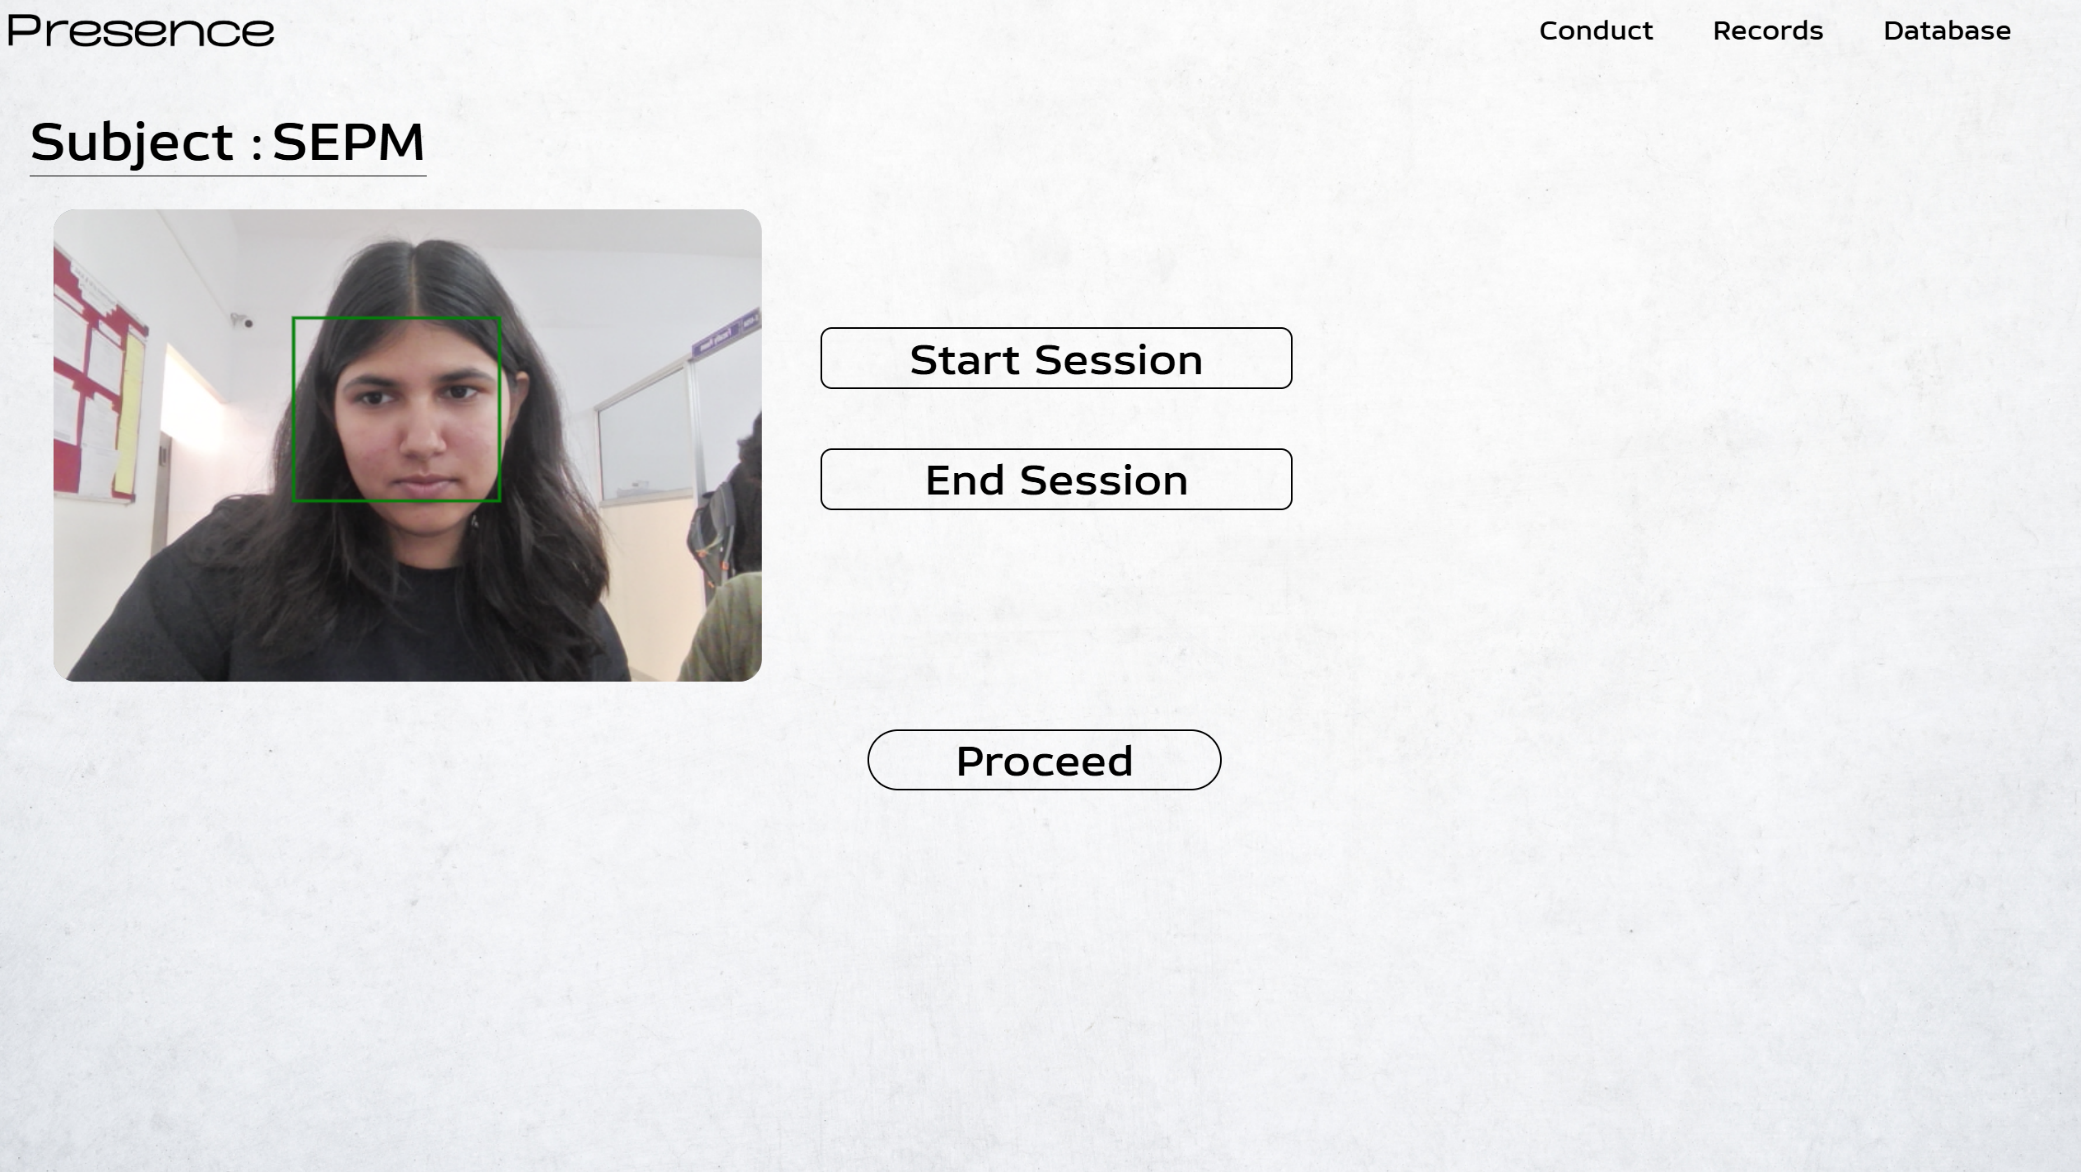 Presence
Conduct Records Database
Subject : SEPM
Start Session
End Session
Proceed